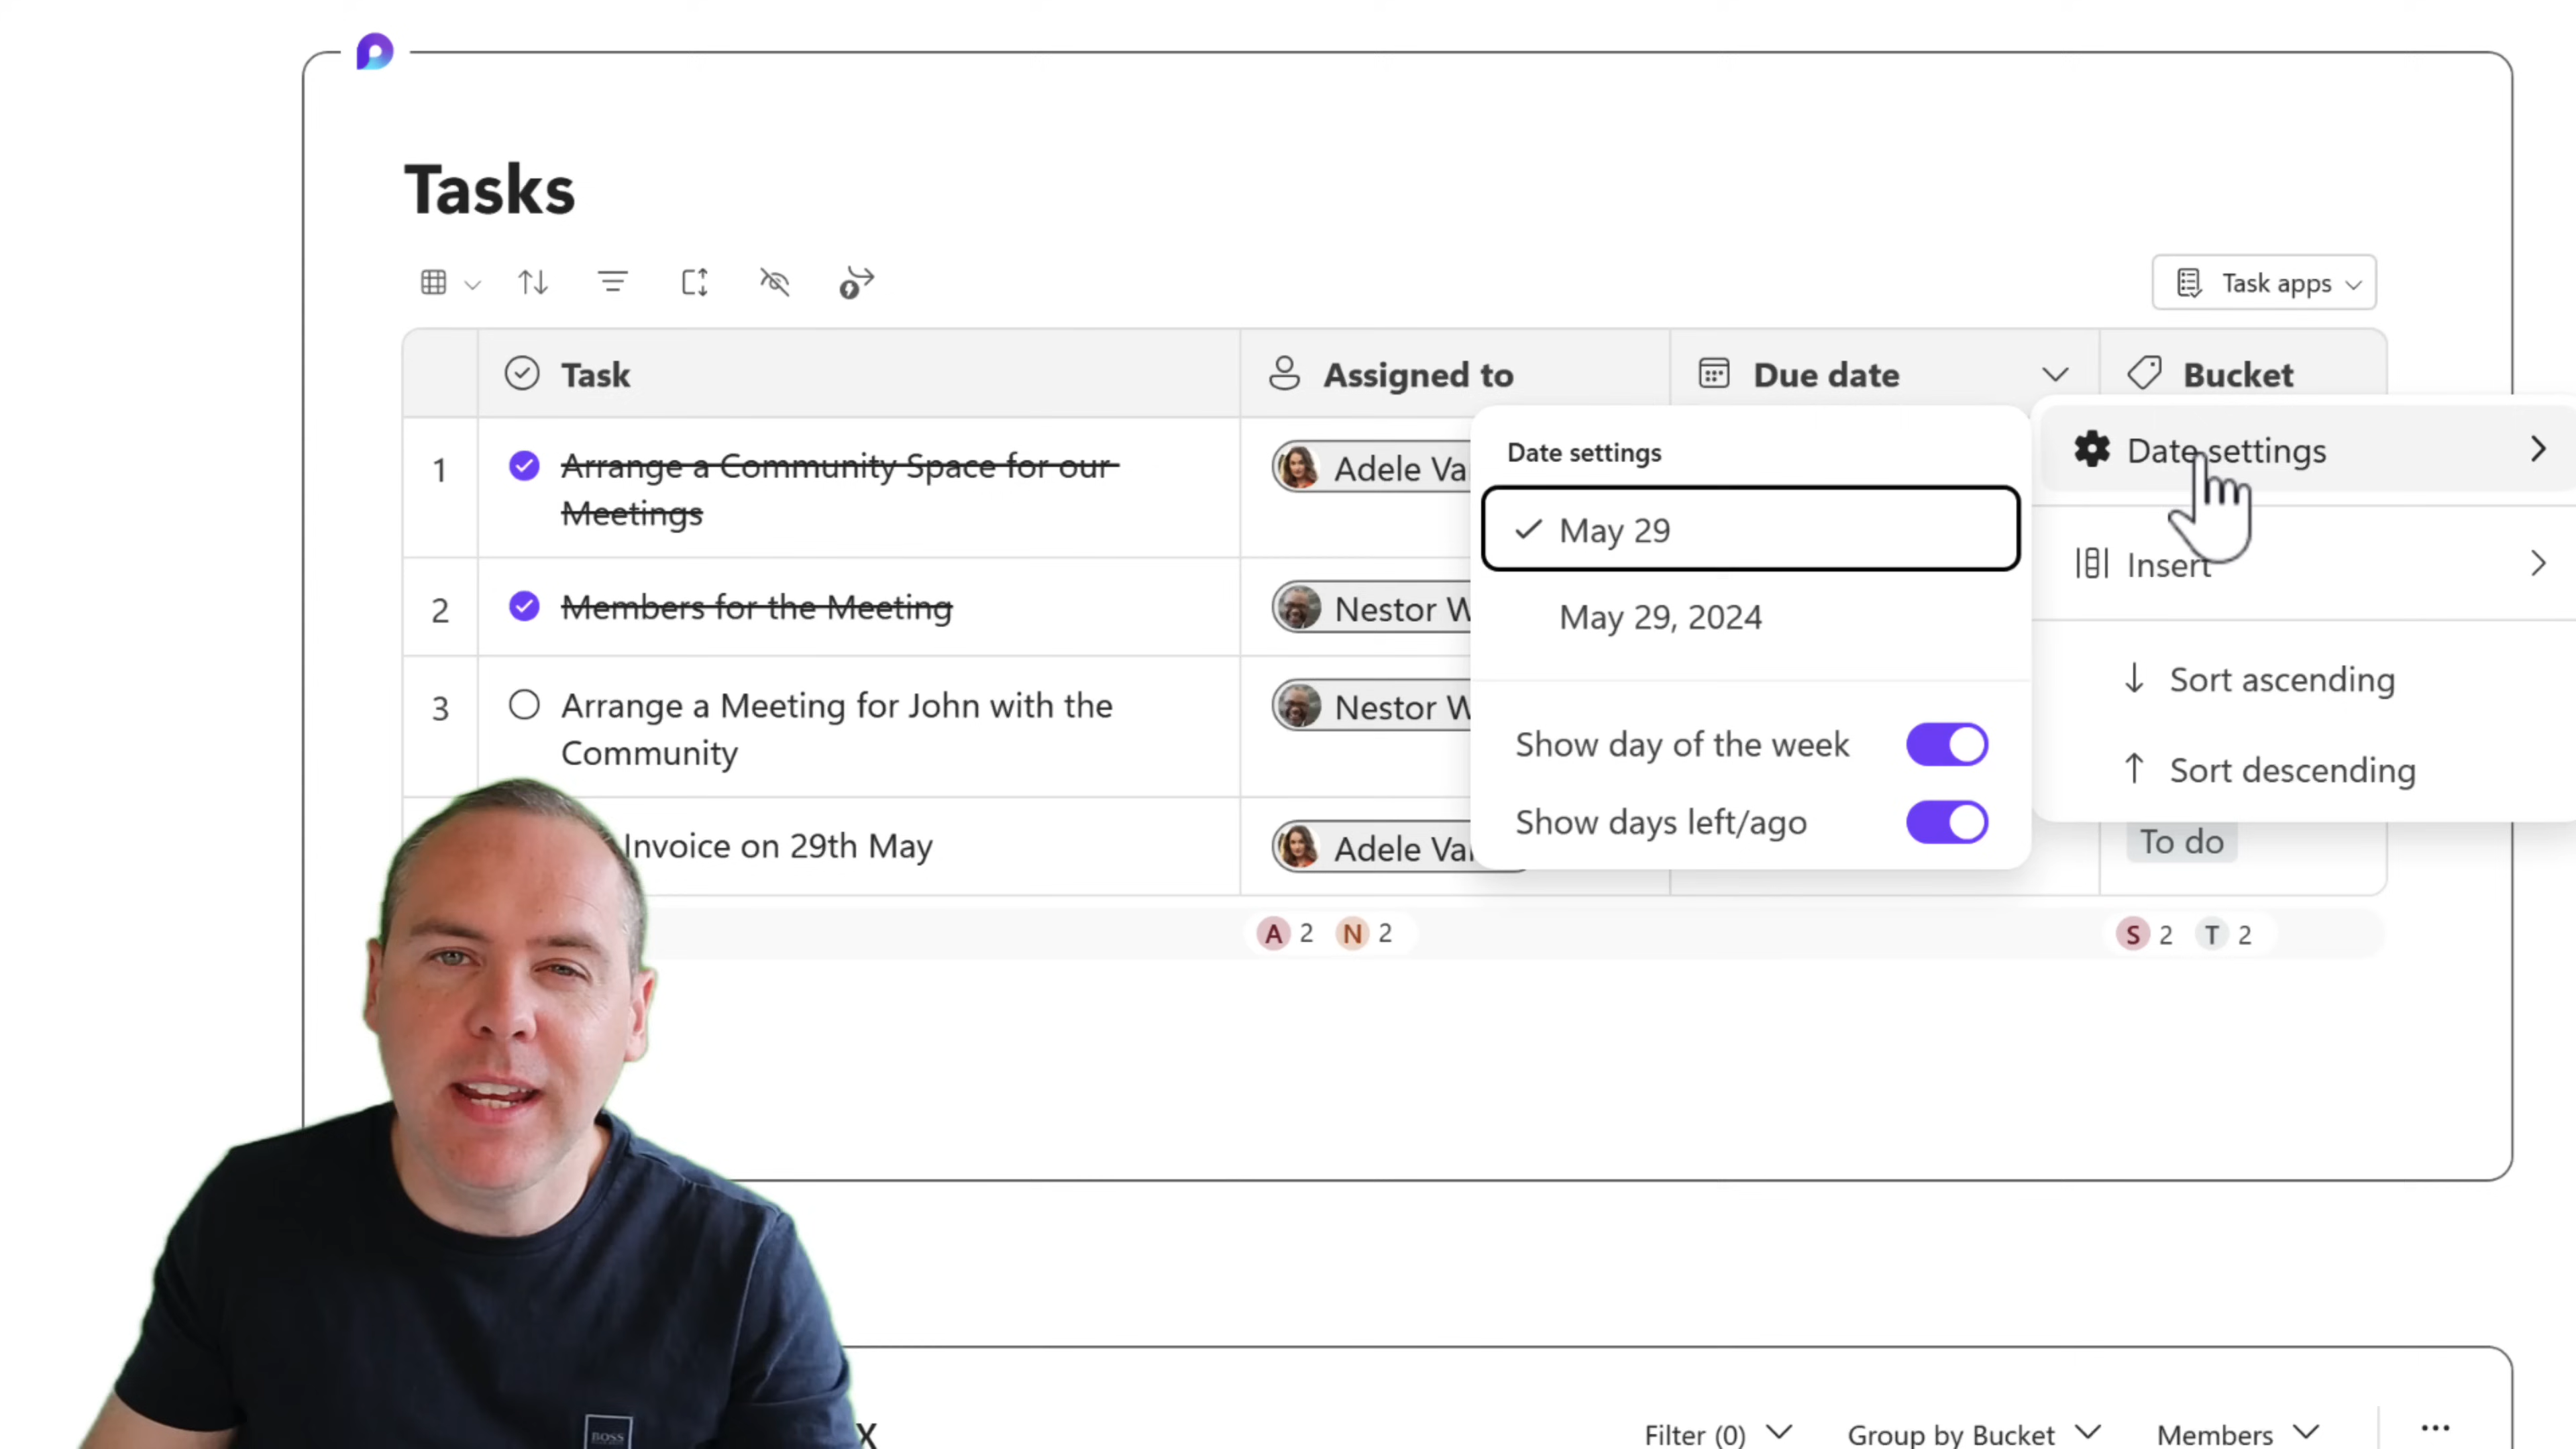 Tasks
Task apps
Task
Assigned to
Due date
Bucket
1
Arrange a Community Space for our
Meetings
Adele Va
2
Members for the Meeting
Nestor W
3
Arrange a Meeting for John with the
Community
Nestor W
Invoice on 29th May
Adele Va
To do
A 2 N 2
S 2 T 2
Date settings
May 29
May 29, 2024
Show day of the week
Show days left/ago
Date settings
Insert
Sort ascending
Sort descending
BOSS
Filter (0)
Group by Bucket
Members